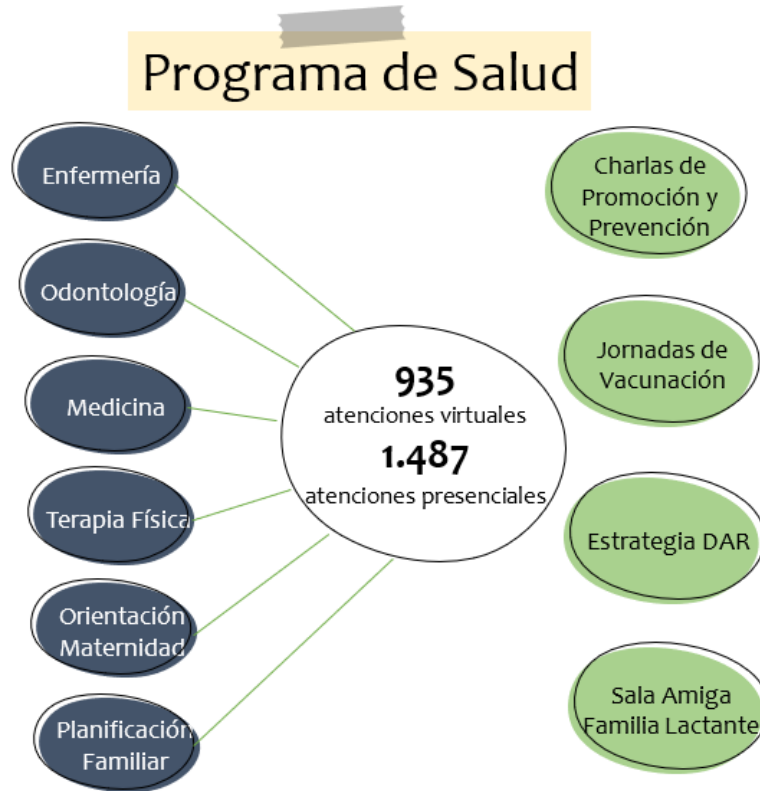 Programa de Salud
Enfermería
Odontología
Medicina
Terapia Física
Orientación
Maternidad
Planificación
Familiar
935
atenciones virtuales
1.487
atenciones presenciales
Charlas de
Promoción y
Prevención
Jornadas de
Vacunación
Estrategia DAR
Sala Amiga
Familia Lactante